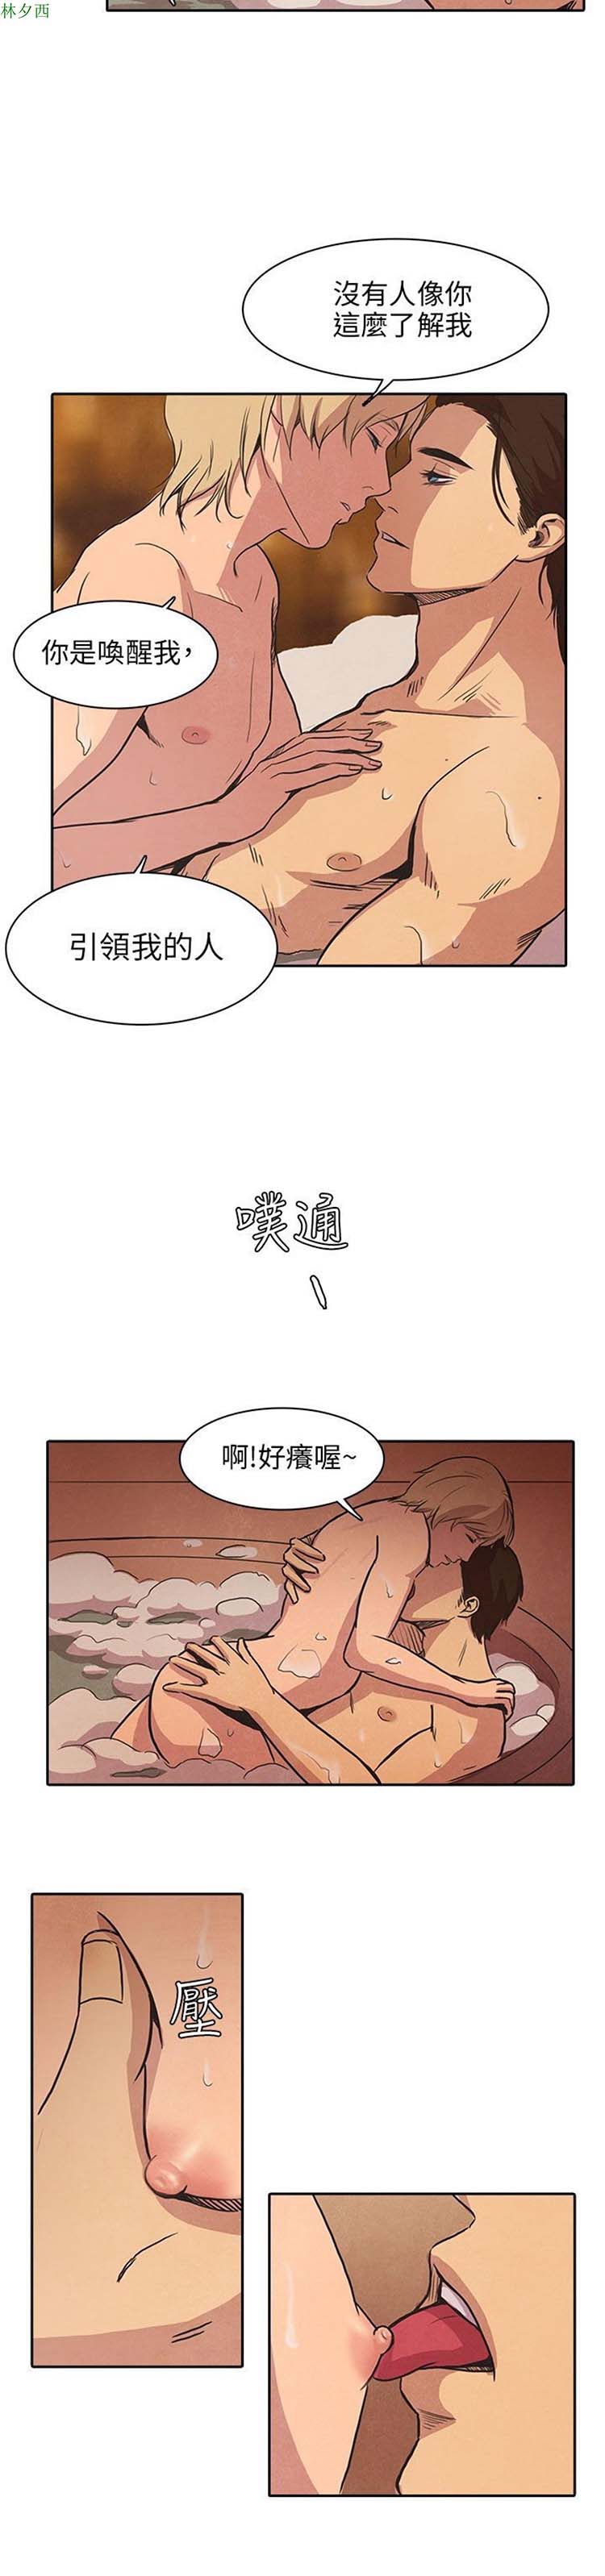 林夕西
沒有人像你
這麼了解我
你是喚醒我，
引領我的人
噗通
啊!好癢喔~
壓